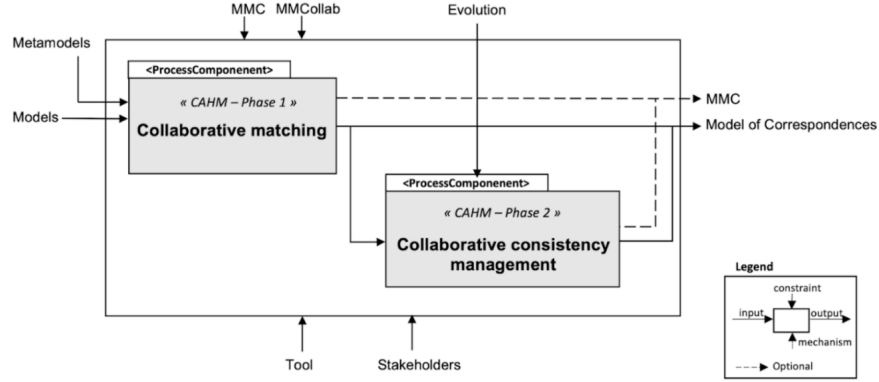 MMC MMCollab Evolution
Metamodels
<ProcessComponenent>
« CAHM – Phase 1 »
Collaborative matching
Models
MMC
Model of Correspondences
<ProcessComponenent>
« CAHM – Phase 2 »
Collaborative consistency
management
Legend
constraint
input
output
mechanism
Optional
Tool
Stakeholders